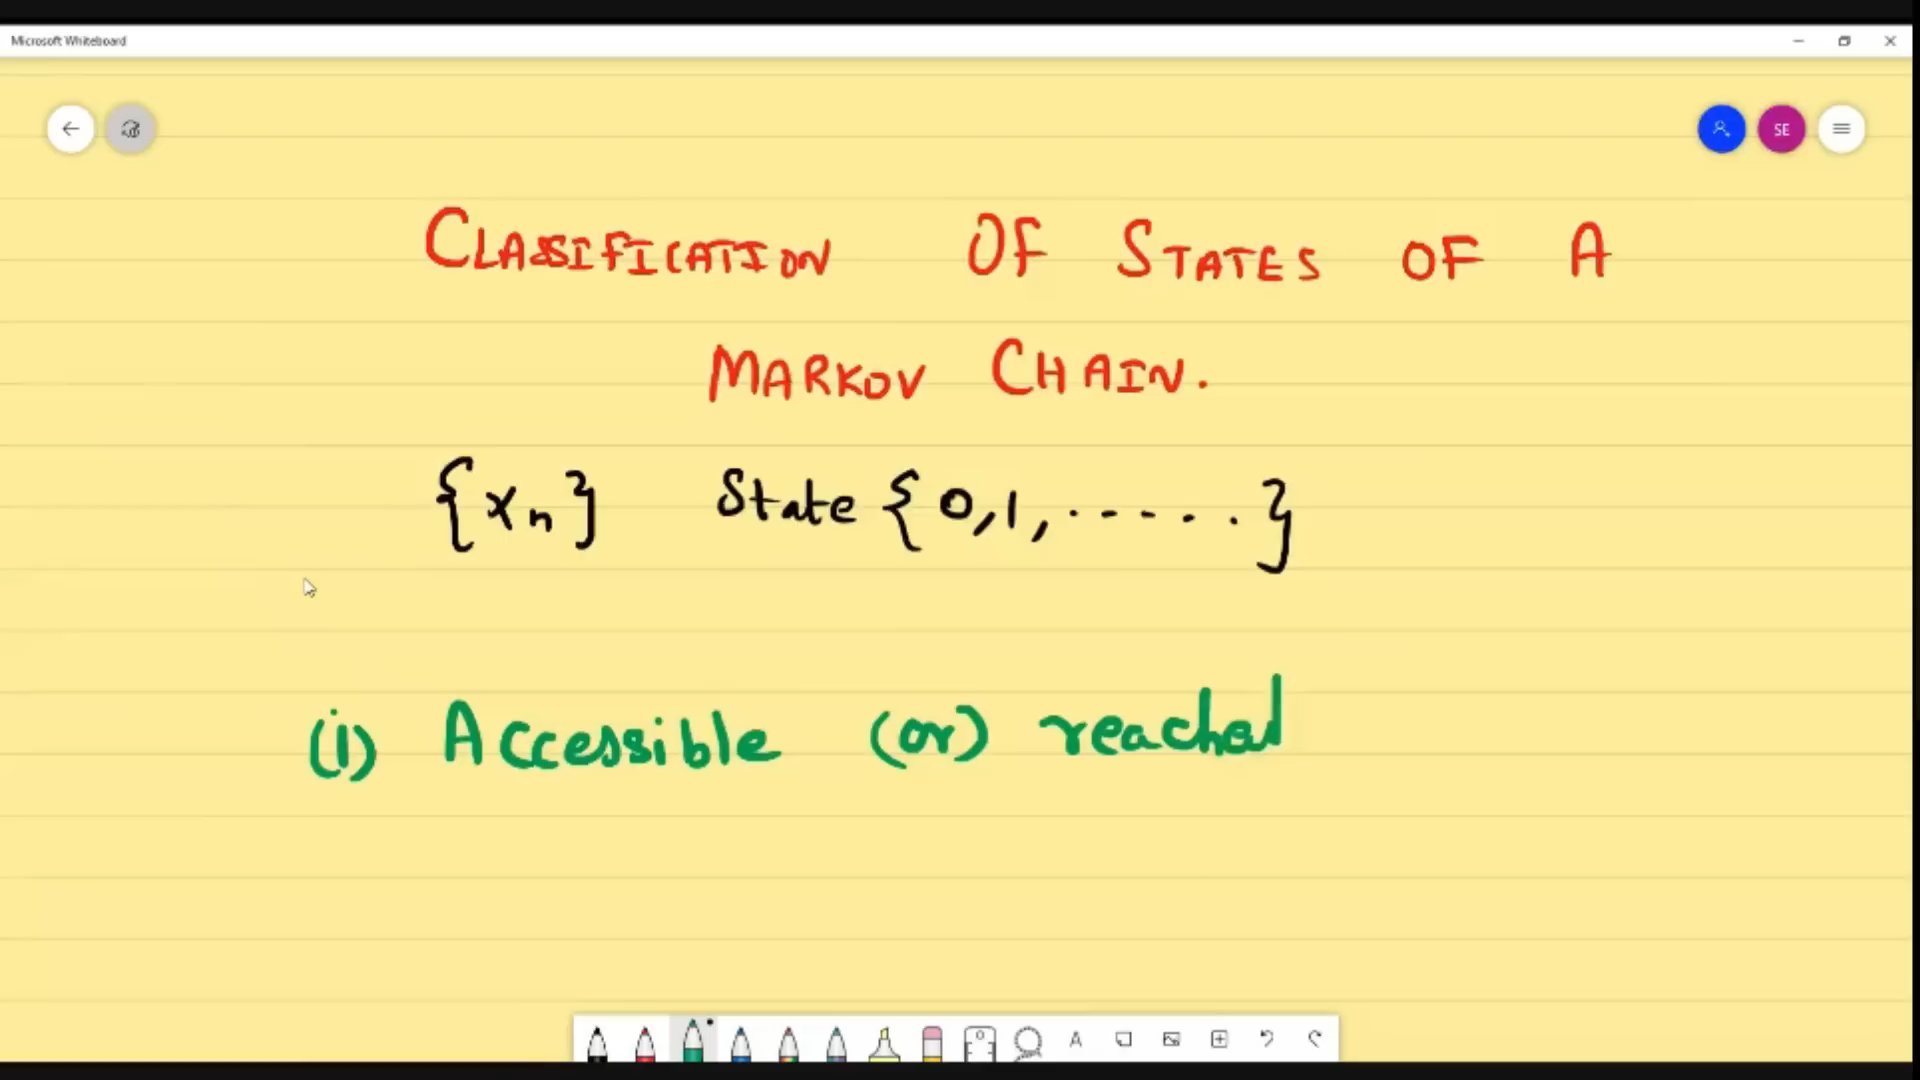 Microsoft Whiteboard
SE
CLASSIFICATION OF STATES OF A
MARKOV CHAIN.
{xn} State {0,1,.......}
(i) Accessible (or) reached
A